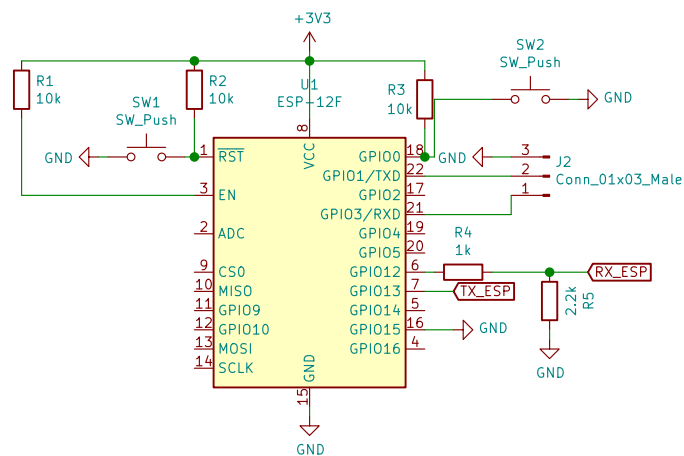 +3V3
SW2
SW_Push
GND
R1
10k
R2
10k
SW1
SW_Push
GND
U1
ESP-12F
R3
10k
8
VCC
1
RST
3
EN
2
ADC
9
CS0
10
MISO
11
GPIO9
12
GPIO10
13
MOSI
14
SCLK
GPIO0
18
GPIO1/TXD
22
GPIO2
17
GPIO3/RXD
21
GPIO4
19
GPIO5
20
GPIO12
6
GPIO13
7
GPIO14
5
GPIO15
16
GPIO16
4
GND
15
GND
GND
3
2
1
J2
Conn_01x03_Male
R4
1k
RX_ESP
TX_ESP
2.2k
R5
GND
GND